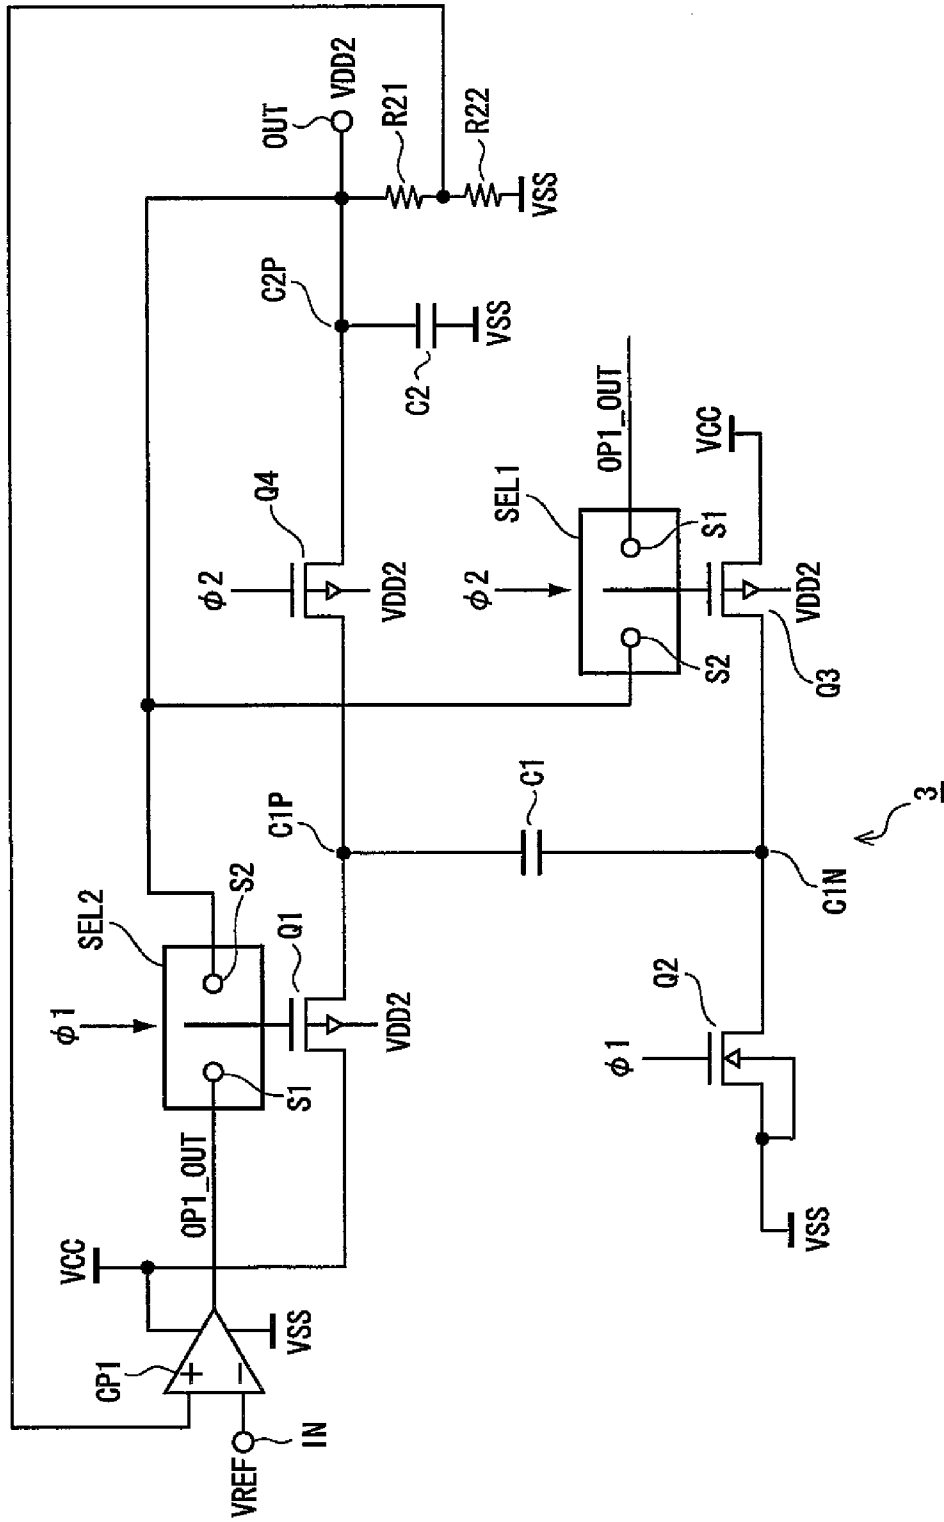 VCC
φ1
SEL2
CP1
OP1_OUT
φ2
VREF
S2
Q1
C1P
Q4
C2P
OUT
VSS
S1
IN
VDD2
VDD2
VDD2
R21
C2
φ2
R22
VSS
SEL1
C1
VSS
OP1_OUT
φ1
Q2
S2
S1
VCC
VSS
VDD2
Q3
C1N
3